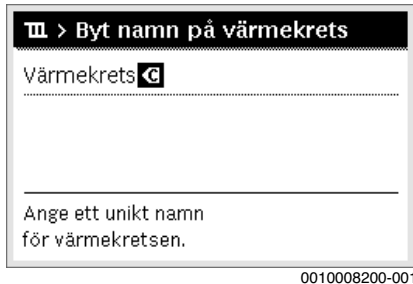 > Byt namn på värmekrets
Värmekrets C
Ange ett unikt namn
för värmekretsen.
0010008200-001